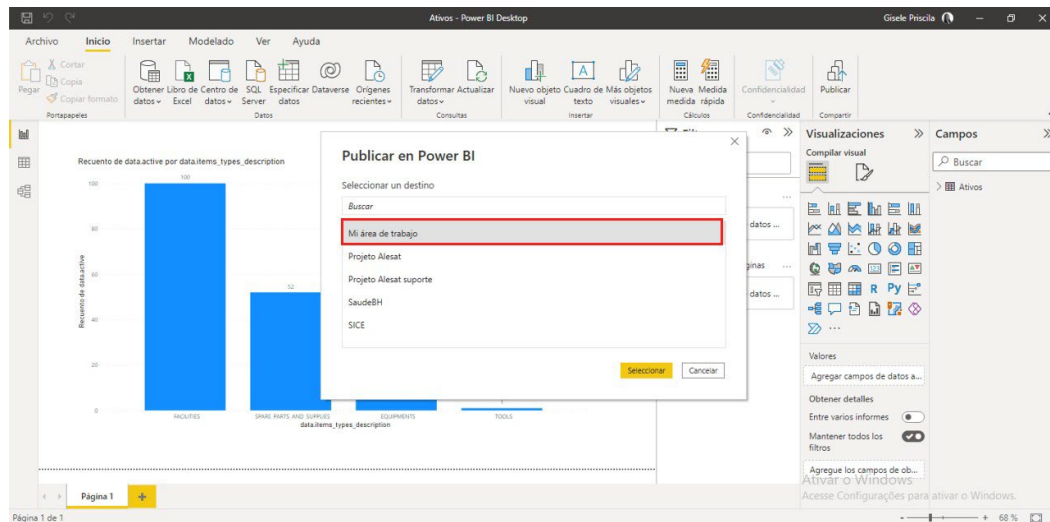 Ativos - Power BI Desktop
Gisele Priscila
Archivo Inicio Insertar Modelado Ver Ayuda
Pegar
Cortar
Copia
Copiar formato
Portapapeles
Obtener datos
Libro de Excel
Centro de datos
SQL Server
Especificar datos
Dataverse
Orígenes recientes
Datos
Transformar datos
Actualizar
Consultas
Nuevo objeto visual
Cuadro de texto
Más objetos visuales
Insertar
Nueva medida
Medida rápida
Cálculos
Confidencialidad
Confidencialidad
Publicar
Compartir
Recuento de data.active por data.items_types_description
Recuento de data.active
100
80
60
40
20
0
100
52
FACILITIES
SPARE PARTS AND SUPPLIES
EQUIPMENTS
TOOLS
data.items_types_description
Publicar en Power BI
Seleccionar un destino
Buscar
Mi área de trabajo
Projeto Alesat
Projeto Alesat suporte
SaudeBH
SICE
Seleccionar
Cancelar
datos ...
ginas
datos ...
Visualizaciones
Compilar visual
R Py
Valores
Agregar campos de datos a...
Obtener detalles
Entre varios informes
Mantener todos los filtros
Agregue los campos de ob...
Campos
Buscar
Ativos
Ativar o Windows
Acesse Configurações para ativar o Windows.
Página 1
Página 1 de 1
68 %